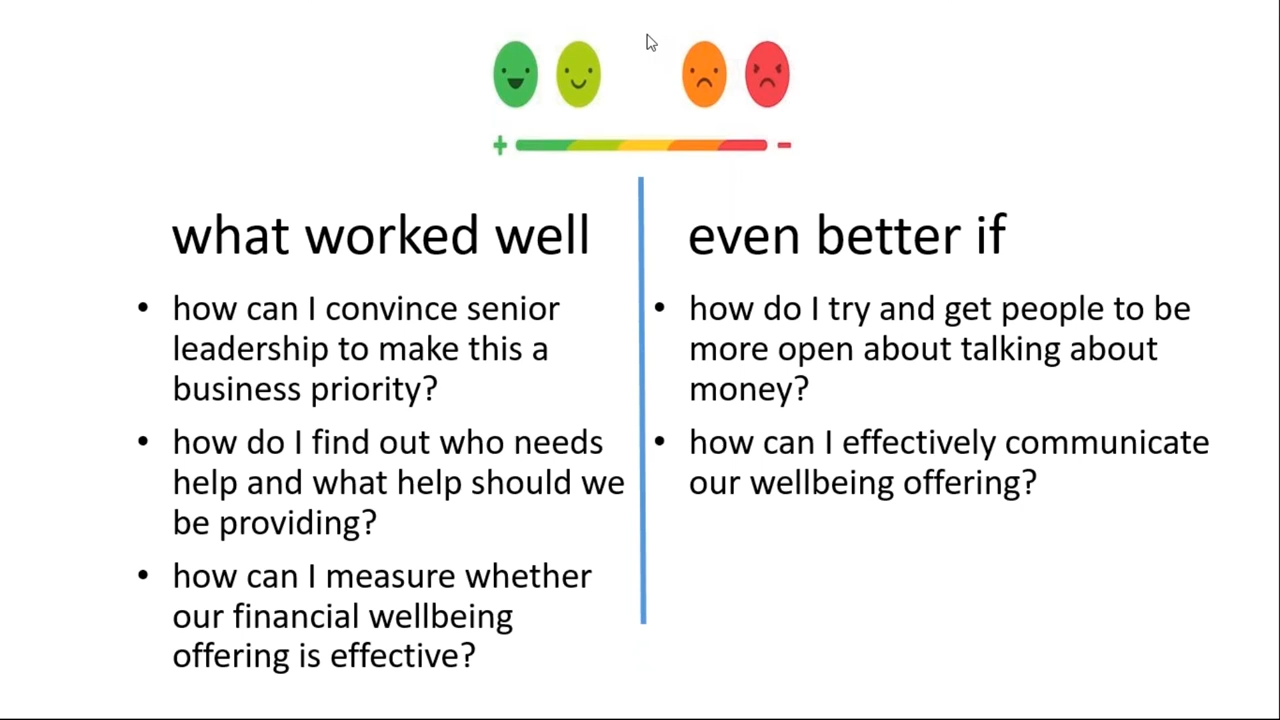 + -
what worked well
• how can I convince senior
leadership to make this a
business priority?
• how do I find out who needs
help and what help should we
be providing?
• how can I measure whether
our financial wellbeing
offering is effective?
even better if
• how do I try and get people to be
more open about talking about
money?
• how can I effectively communicate
our wellbeing offering?